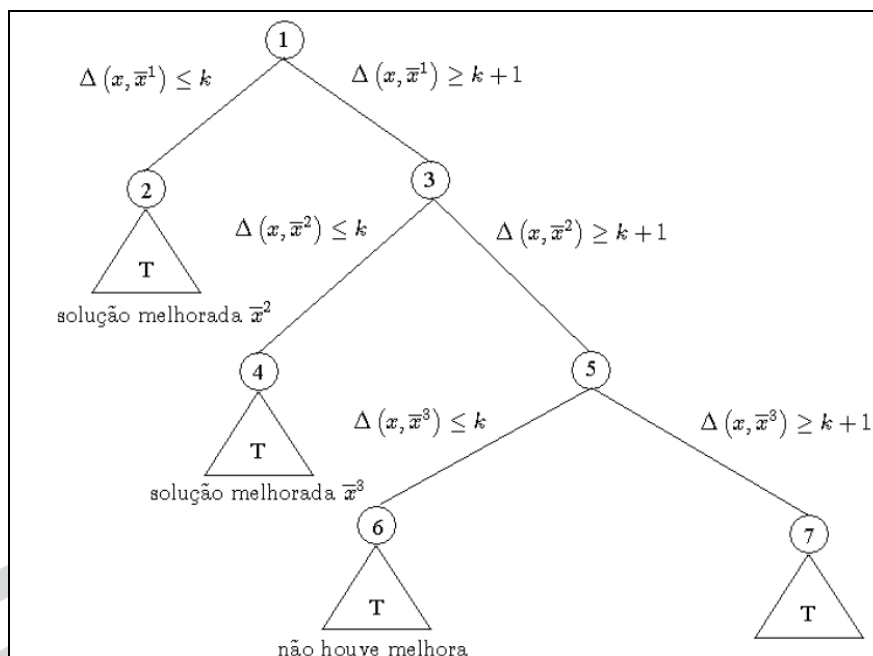 1
Δ (x, x̅¹) ≤ k
Δ (x, x̅¹) ≥ k + 1
2
3
T
Δ (x, x̅²) ≤ k
Δ (x, x̅²) ≥ k + 1
solução melhorada x̅²
4
5
T
Δ (x, x̅³) ≤ k
Δ (x, x̅³) ≥ k + 1
solução melhorada x̅³
6
7
T
T
não houve melhora